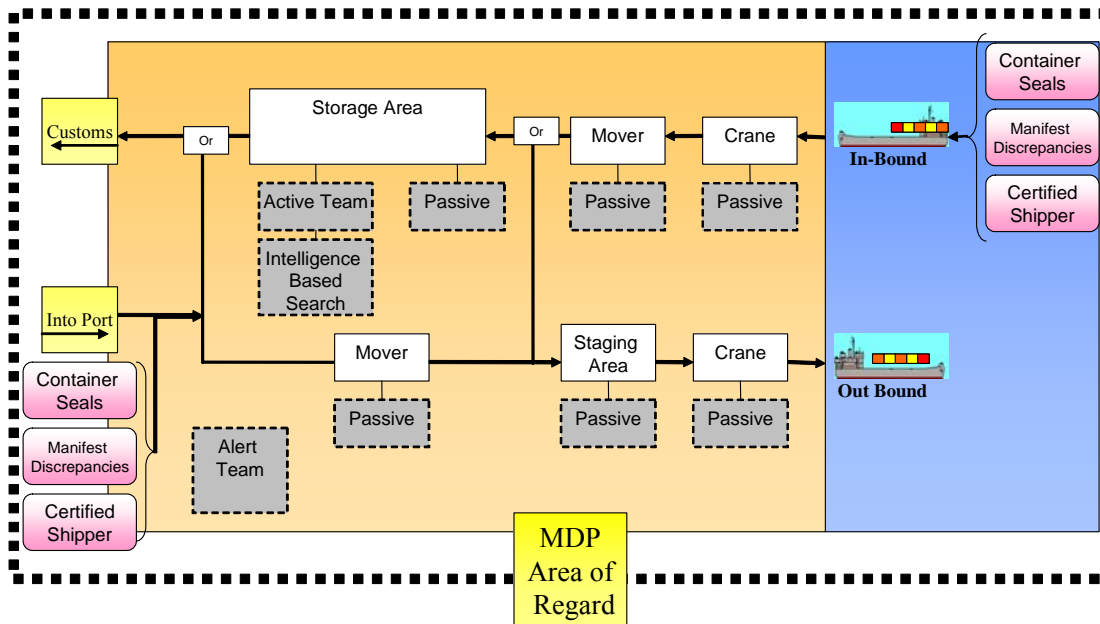 Container
Seals
Manifest
Discrepancies
Certified
Shipper
Storage Area
Customs
Or
Or
Mover
Crane
In-Bound
Active Team
Passive
Passive
Passive
Intelligence
Based
Search
Into Port
Mover
Staging
Area
Crane
Out Bound
Passive
Passive
Passive
Container
Seals
Manifest
Discrepancies
Certified
Shipper
Alert
Team
MDP
Area of
Regard